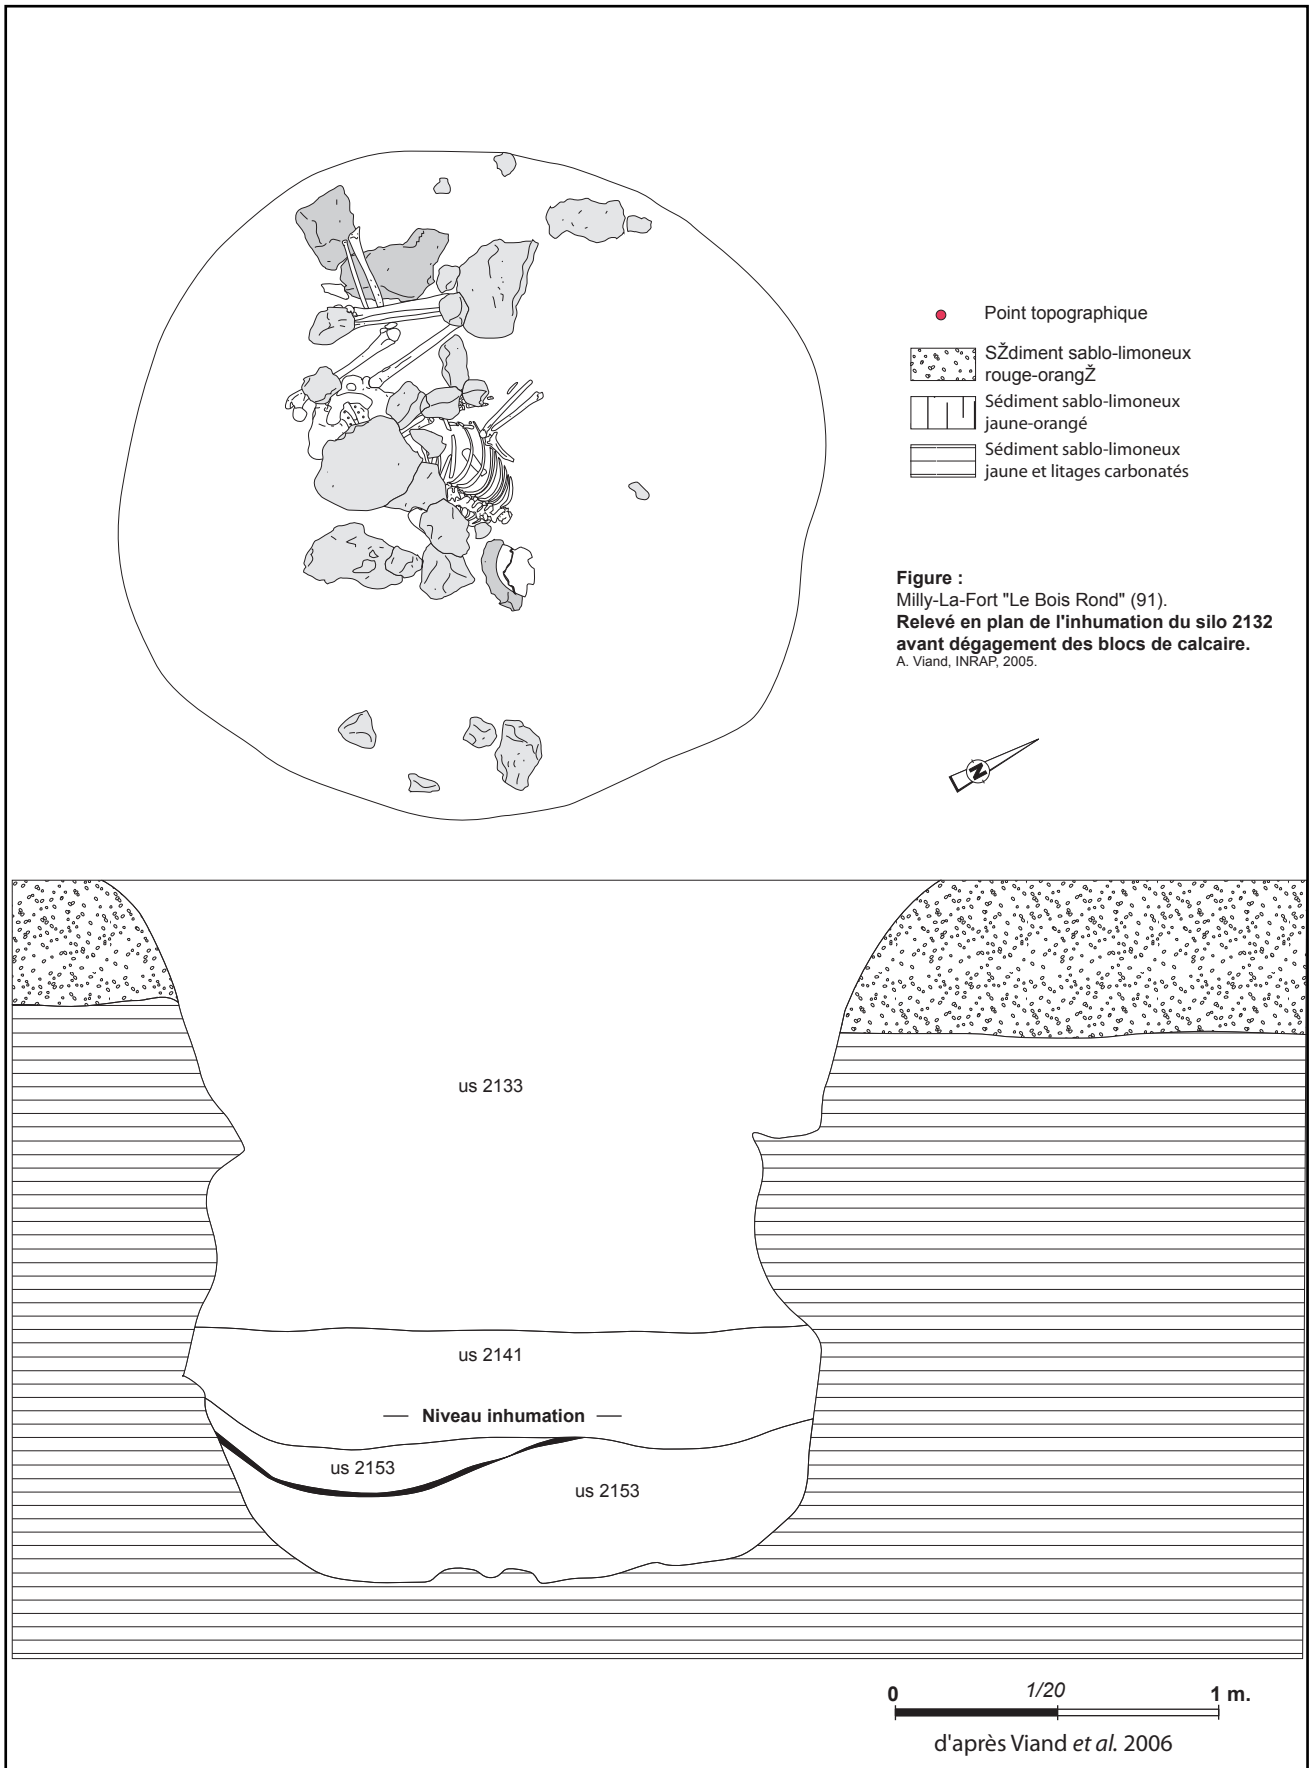 Point topographique
SŽdiment sablo-limoneux
rouge-orangŽ
Sédiment sablo-limoneux
jaune-orangé
Sédiment sablo-limoneux
jaune et litages carbonatés
Figure :
Milly-La-Fort "Le Bois Rond" (91).
Relevé en plan de l'inhumation du silo 2132
avant dégagement des blocs de calcaire.
A. Viand, INRAP, 2005.
N
us 2133
us 2141
Niveau inhumation
us 2153
us 2153
0 1/20 1 m.
d'après Viand et al. 2006